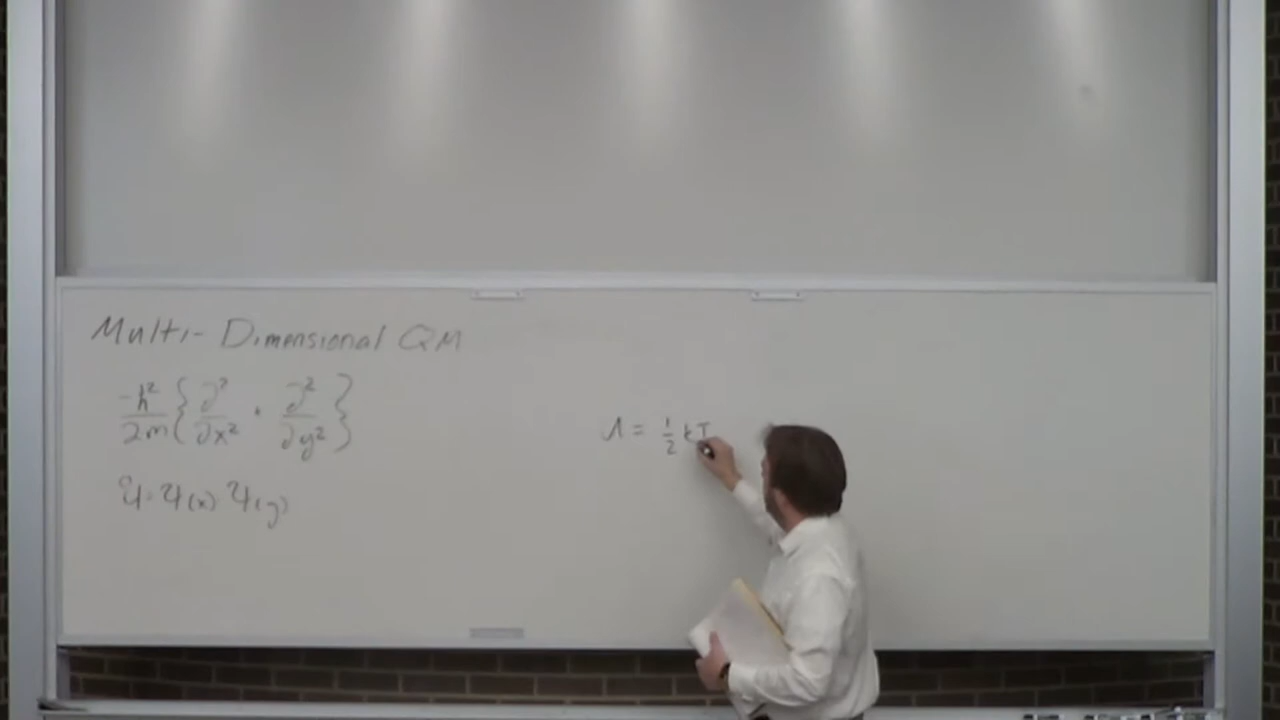 Multi-Dimensional QM
-ħ²/2m {∂²/∂x² + ∂²/∂y²}
Ψ = Ψ(x) Ψ(y)
= 1/2 kT